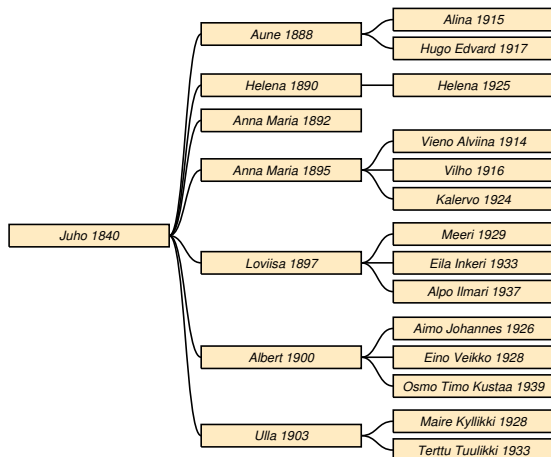 Juho 1840
Aune 1888
Alina 1915
Hugo Edvard 1917
Helena 1890
Helena 1925
Anna Maria 1892
Anna Maria 1895
Vieno Alviina 1914
Vilho 1916
Kalervo 1924
Loviisa 1897
Meeri 1929
Eila Inkeri 1933
Alpo Ilmari 1937
Albert 1900
Aimo Johannes 1926
Eino Veikko 1928
Osmo Timo Kustaa 1939
Ulla 1903
Maire Kyllikki 1928
Terttu Tuulikki 1933